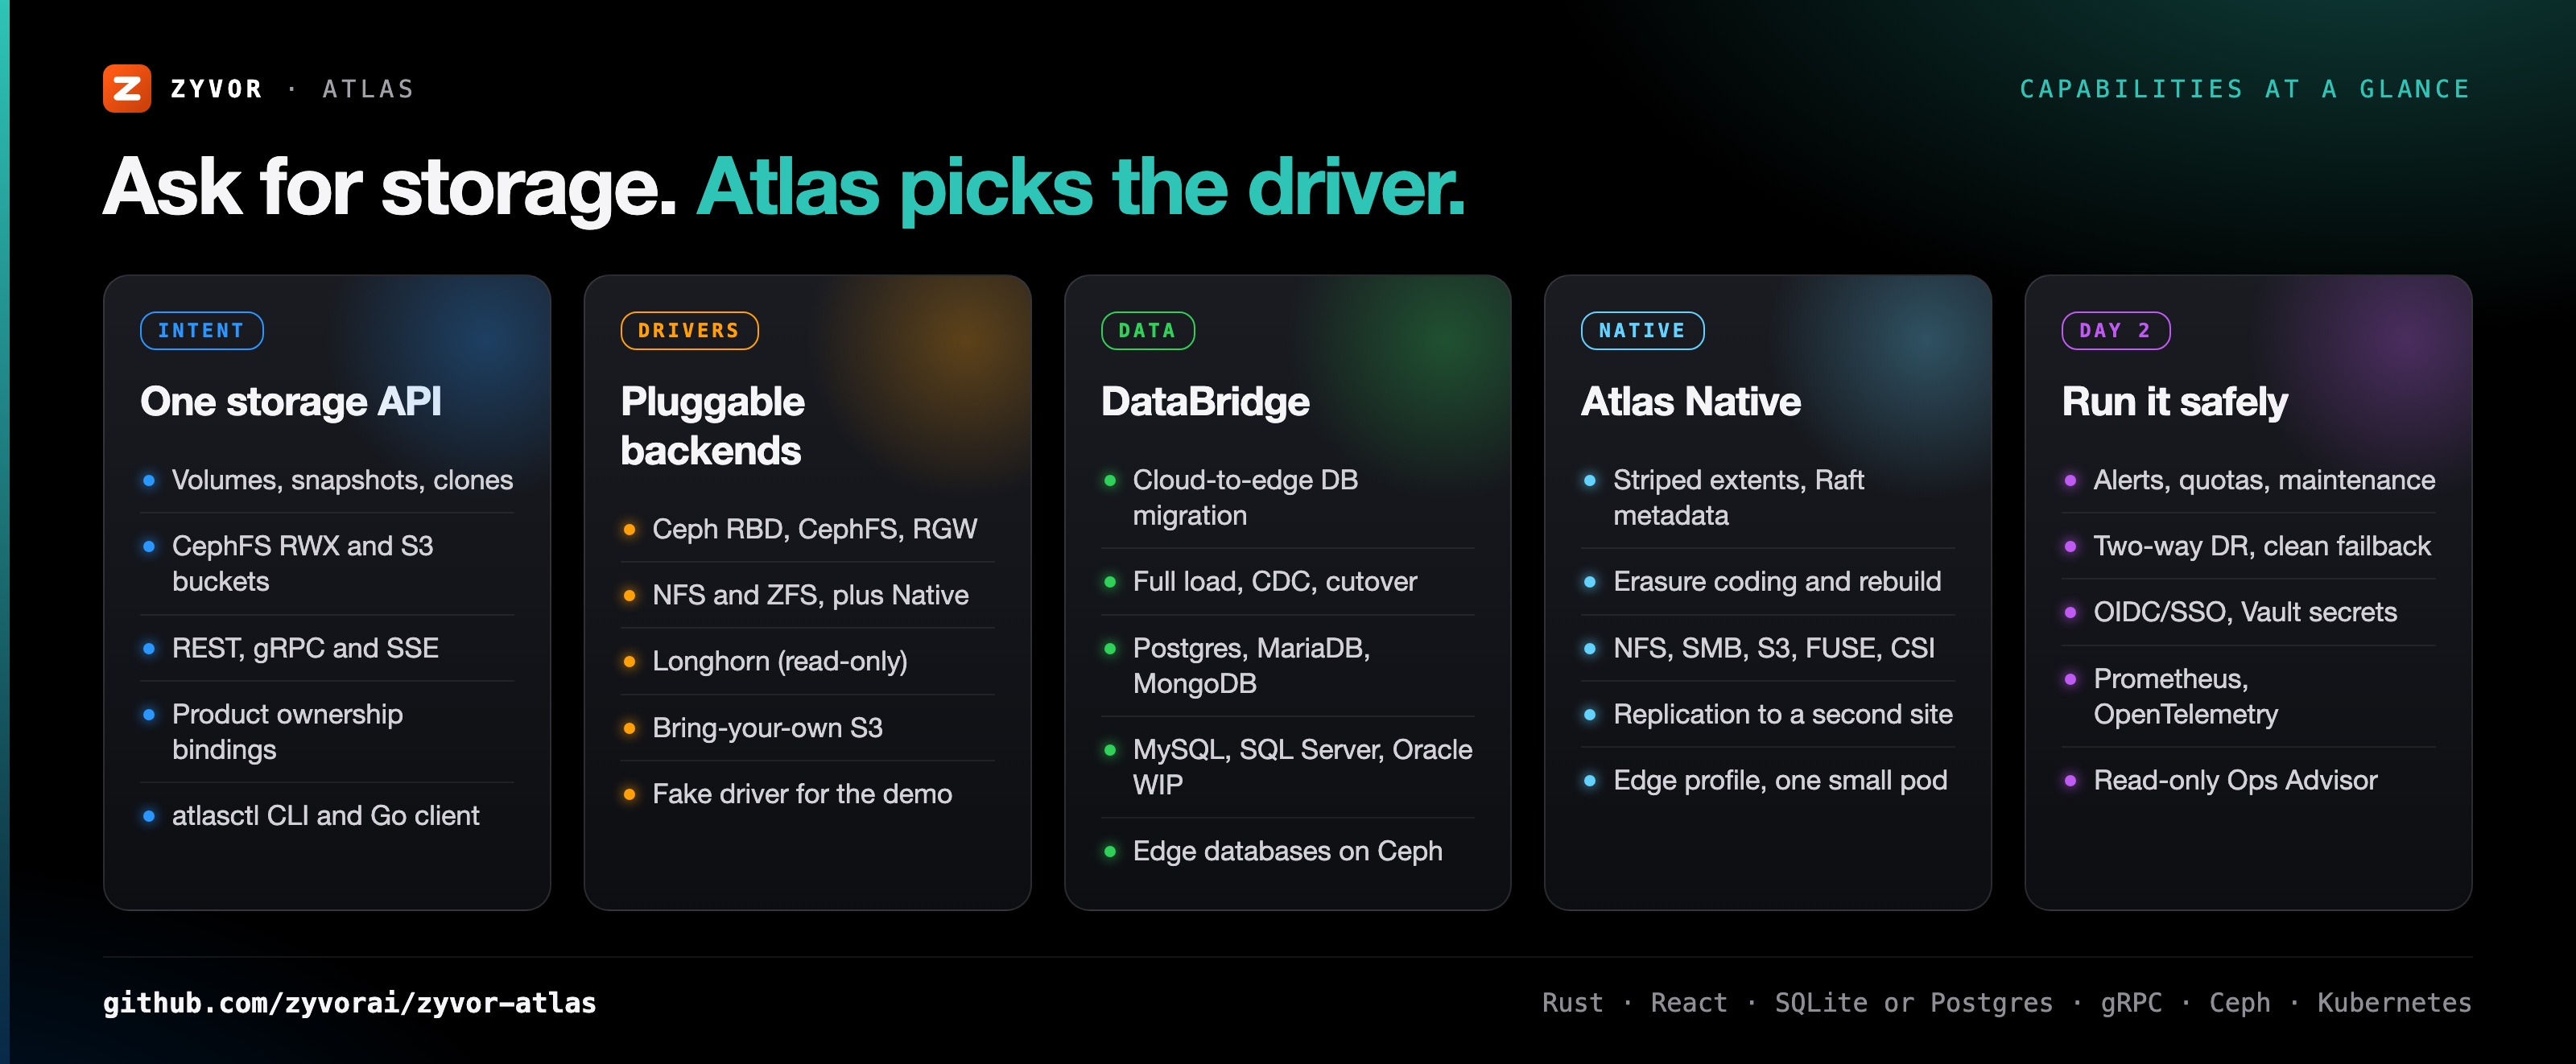 ZYVOR · ATLAS
CAPABILITIES AT A GLANCE
Ask for storage. Atlas picks the driver.
INTENT
One storage API
Volumes, snapshots, clones
CephFS RWX and S3
buckets
REST, gRPC and SSE
Product ownership
bindings
atlasctl CLI and Go client
DRIVERS
Pluggable
backends
Ceph RBD, CephFS, RGW
NFS and ZFS, plus Native
Longhorn (read-only)
Bring-your-own S3
Fake driver for the demo
DATA
DataBridge
Cloud-to-edge DB
migration
Full load, CDC, cutover
Postgres, MariaDB,
MongoDB
MySQL, SQL Server, Oracle
WIP
Edge databases on Ceph
NATIVE
Atlas Native
Striped extents, Raft
metadata
Erasure coding and rebuild
NFS, SMB, S3, FUSE, CSI
Replication to a second site
Edge profile, one small pod
DAY 2
Run it safely
Alerts, quotas, maintenance
Two-way DR, clean failback
OIDC/SSO, Vault secrets
Prometheus,
OpenTelemetry
Read-only Ops Advisor
github.com/zyvorai/zyvor-atlas
Rust · React · SQLite or Postgres · gRPC · Ceph · Kubernetes